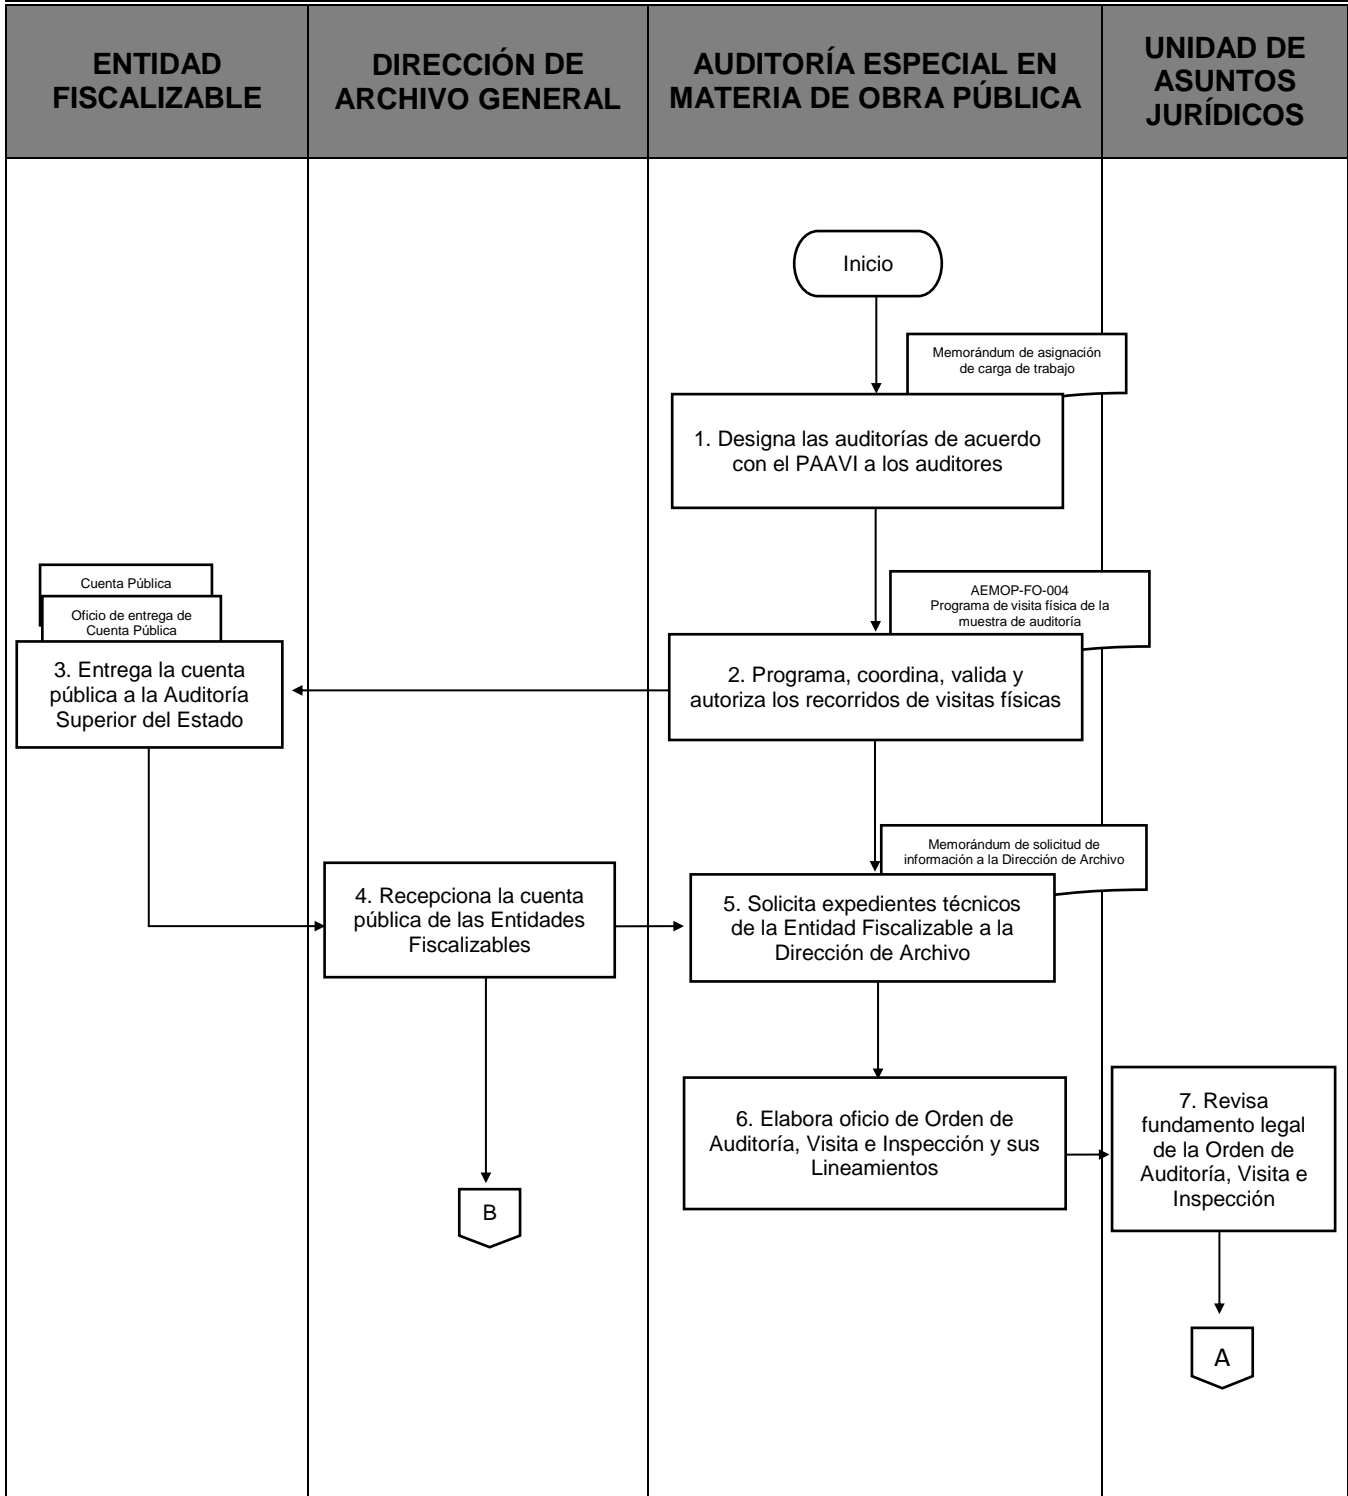 ENTIDAD
FISCALIZABLE
DIRECCIÓN DE
ARCHIVO GENERAL
AUDITORÍA ESPECIAL EN
MATERIA DE OBRA PÚBLICA
UNIDAD DE
ASUNTOS
JURÍDICOS
Inicio
Memorándum de asignación
de carga de trabajo
1. Designa las auditorías de acuerdo
con el PAAVI a los auditores
AEMOP-FO-004
Programa de visita física de la
muestra de auditoría
2. Programa, coordina, valida y
autoriza los recorridos de visitas físicas
Cuenta Pública
Oficio de entrega de
Cuenta Pública
3. Entrega la cuenta
pública a la Auditoría
Superior del Estado
4. Recepciona la cuenta
pública de las Entidades
Fiscalizables
Memorándum de solicitud de
información a la Dirección de Archivo
5. Solicita expedientes técnicos
de la Entidad Fiscalizable a la
Dirección de Archivo
6. Elabora oficio de Orden de
Auditoría, Visita e Inspección y sus
Lineamientos
7. Revisa
fundamento legal
de la Orden de
Auditoría, Visita e
Inspección
B
A